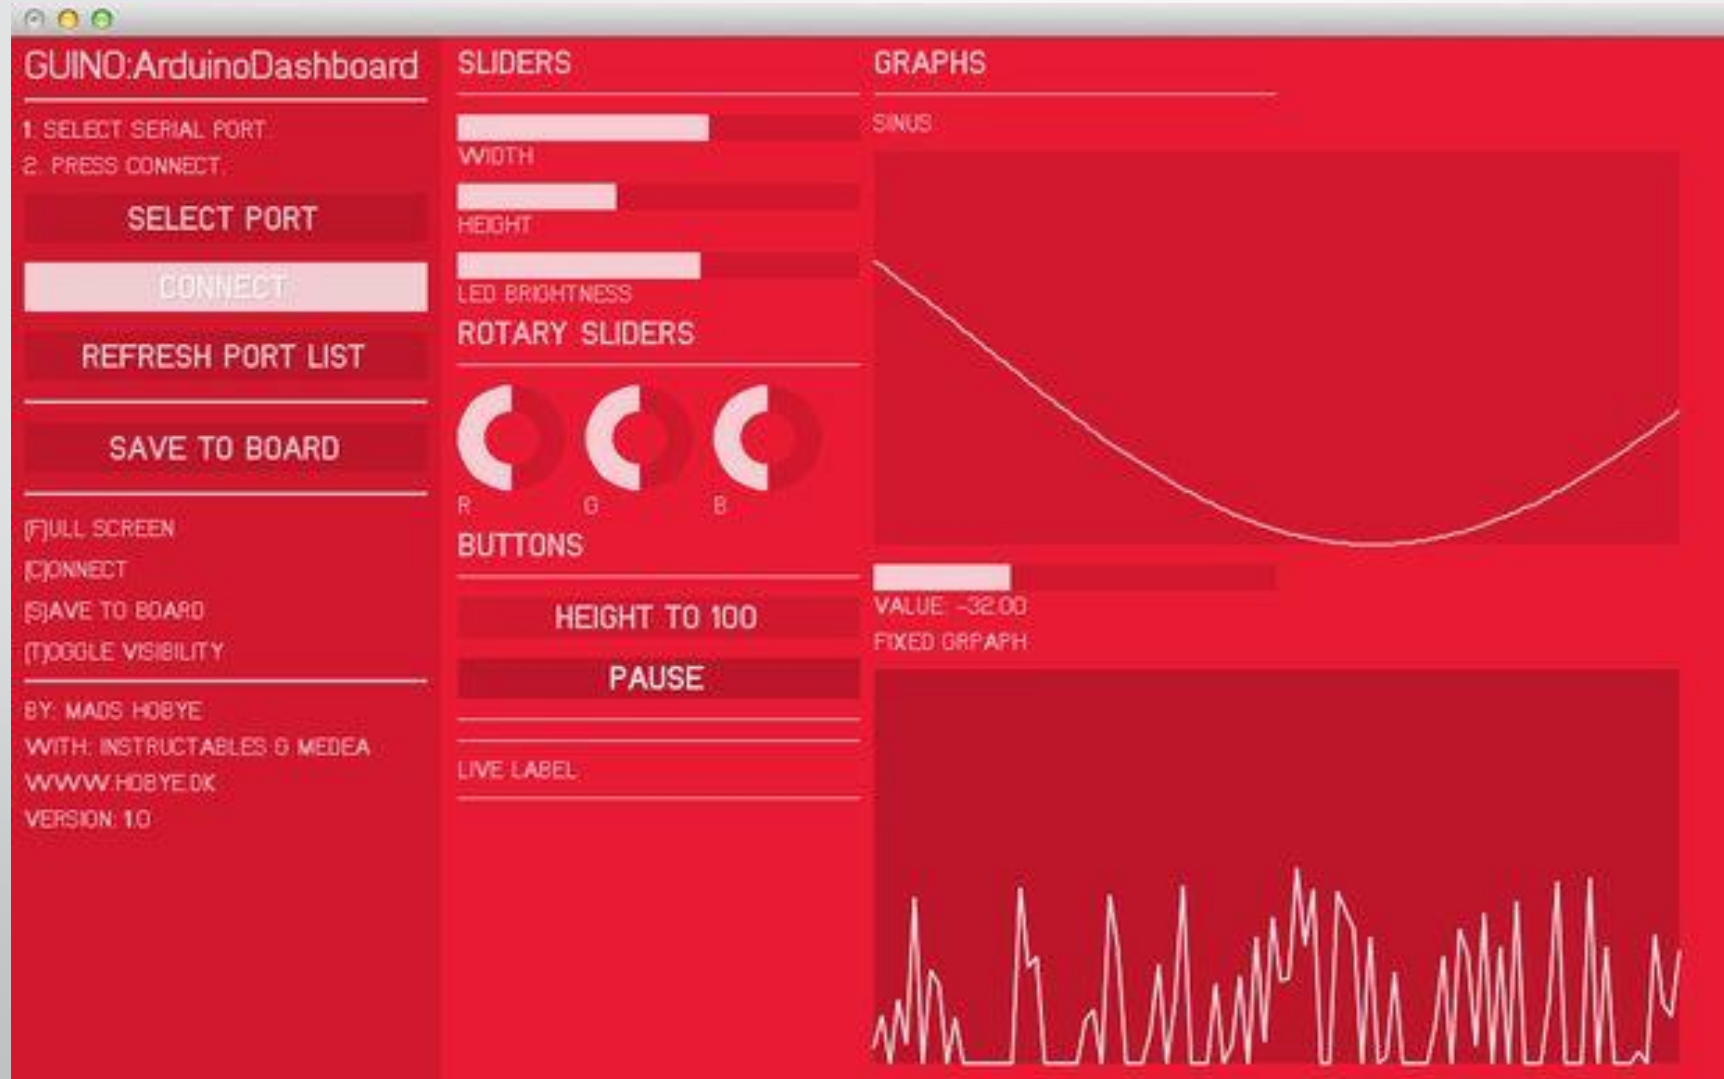 GUINO:ArduinoDashboard
1. SELECT SERIAL PORT.
2. PRESS CONNECT.
SELECT PORT
CONNECT
REFRESH PORT LIST
SAVE TO BOARD
(F)ULL SCREEN
(C)ONNECT
(S)AVE TO BOARD
(T)OGGLE VISIBILITY
BY: MADS HOBYE
WITH: INSTRUCTABLES & MEDEA
WWW.HOBYE.DK
VERSION: 1.0
SLIDERS
WIDTH
HEIGHT
LED BRIGHTNESS
ROTARY SLIDERS
R G B
BUTTONS
HEIGHT TO 100
PAUSE
LIVE LABEL
GRAPHS
SINUS
VALUE: -32.00
FIXED GRPAPH